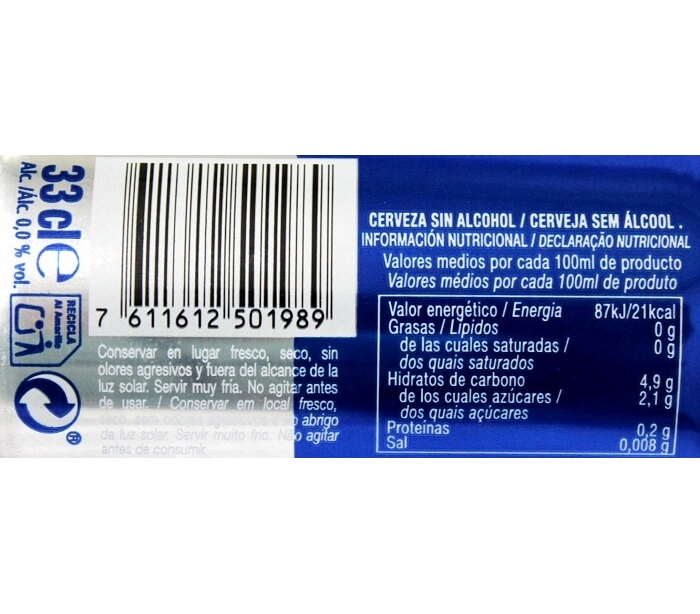 33 cl e
Alc./Álc. 0,0 % vol.
RECICLA
Al Amarillo
7 611612 501989
Conservar en lugar fresco, seco, sin
olores agresivos y fuera del alcance de la
luz solar. Servir muy fría. No agitar antes
de usar. / Conservar em local fresco,
abrigo
da luz solar. Servir muito frio. Não agitar
antes de consumir.
®
CERVEZA SIN ALCOHOL / CERVEJA SEM ÁLCOOL .
INFORMACIÓN NUTRICIONAL / DECLARAÇÃO NUTRICIONAL
Valores medios por cada 100ml de producto
Valores médios por cada 100ml de produto
Valor energético / Energia 87kJ/21kcal
Grasas / Lípidos 0 g
de las cuales saturadas / 0 g
dos quais saturados
Hidratos de carbono 4,9 g
de los cuales azúcares / 2,1 g
dos quais açúcares
Proteínas 0,2 g
Sal 0,008 g